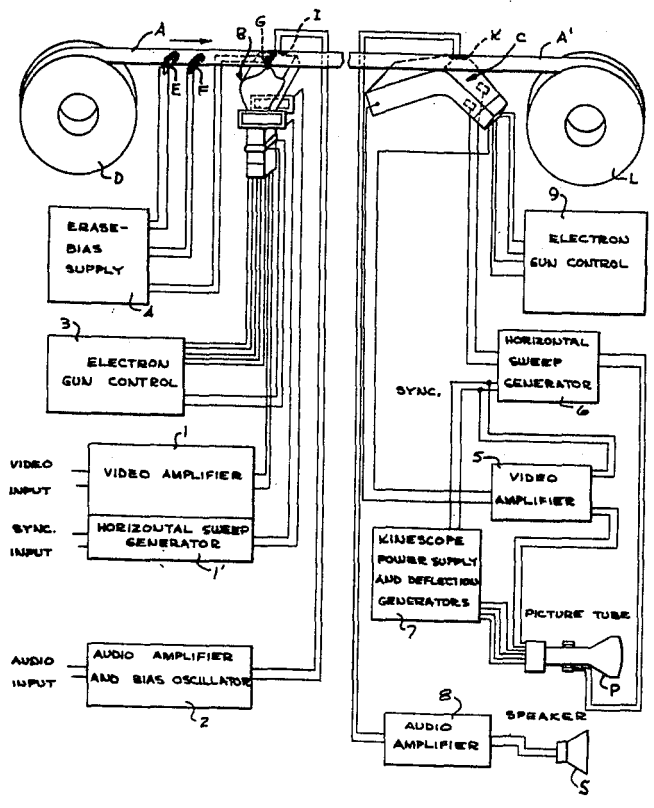 A
G
I
B
K
C
A'
E
F
D
L
ERASE-
BIAS
SUPPLY
4
3
ELECTRON
GUN CONTROL
9
ELECTRON
GUN CONTROL
HORIZONTAL
SWEEP
GENERATOR
6
SYNC.
1
VIDEO
INPUT
VIDEO AMPLIFIER
SYNC.
INPUT
HORIZONTAL SWEEP
GENERATOR
1'
5
VIDEO
AMPLIFIER
KINESCOPE
POWER SUPPLY
AND DEFLECTION
GENERATORS
7
PICTURE TUBE
P
AUDIO
INPUT
AUDIO AMPLIFIER
AND BIAS OSCILLATOR
2
8
AUDIO
AMPLIFIER
SPEAKER
S